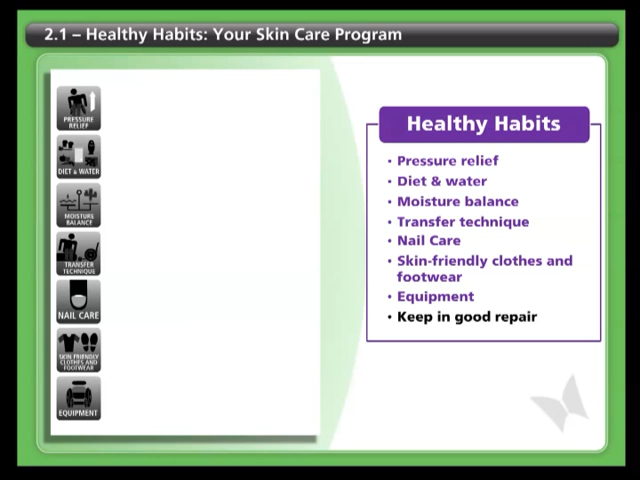 2.1 – Healthy Habits: Your Skin Care Program
PRESSURE
RELIEF
DIET & WATER
MOISTURE
BALANCE
TRANSFER
TECHNIQUE
NAIL CARE
SKIN FRIENDLY
CLOTHES AND
FOOTWEAR
EQUIPMENT
Healthy Habits
• Pressure relief
• Diet & water
• Moisture balance
• Transfer technique
• Nail Care
• Skin-friendly clothes and
footwear
• Equipment
• Keep in good repair